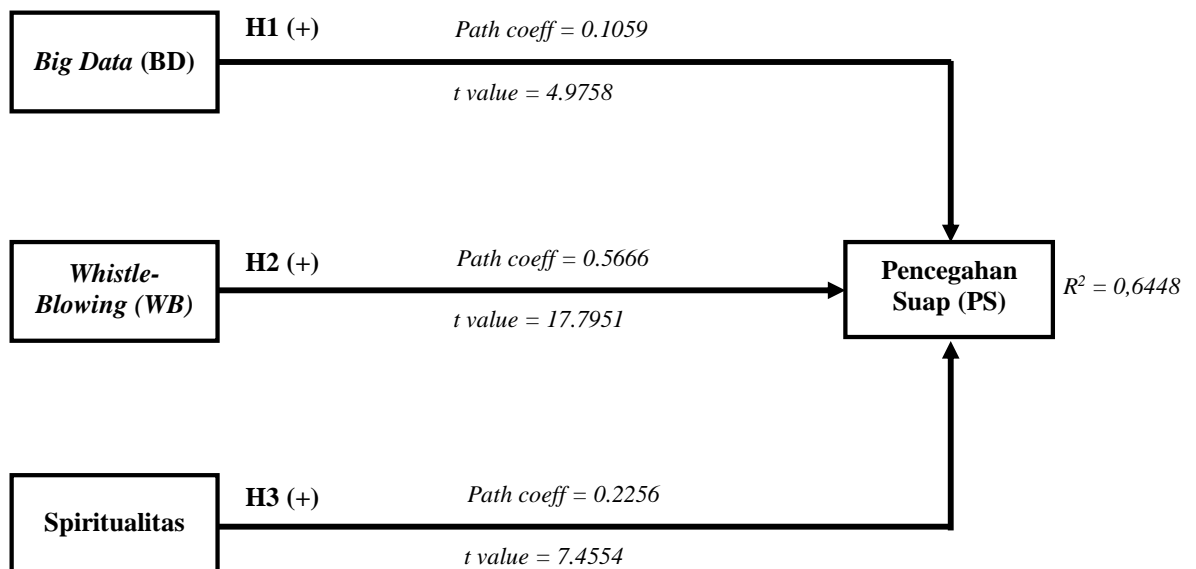 H1 (+)
Path coeff = 0.1059
Big Data (BD)
t value = 4.9758
H2 (+)
Path coeff = 0.5666
Whistle-
Blowing (WB)
t value = 17.7951
Pencegahan
Suap (PS)
R² = 0,6448
H3 (+)
Path coeff = 0.2256
Spiritualitas
t value = 7.4554